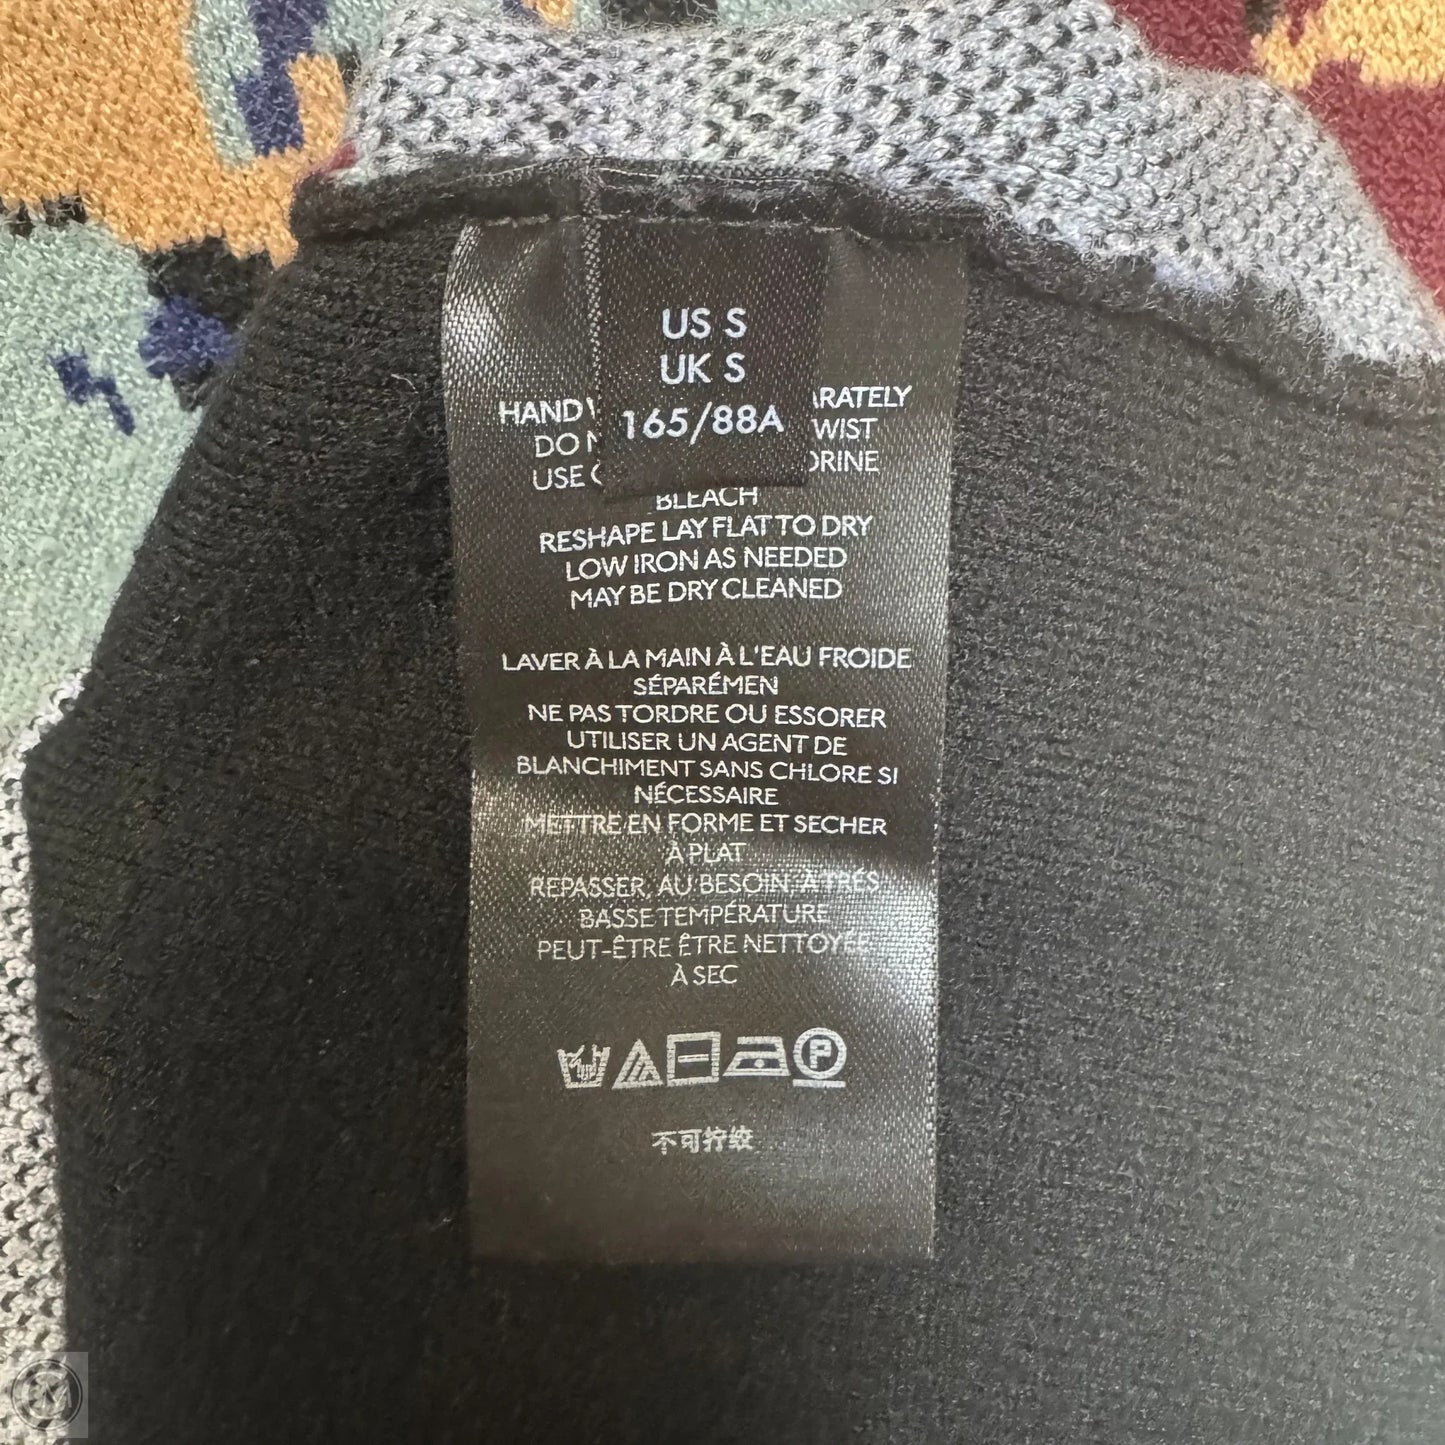 US S
UK S
165/88A
HAND RATELY
DO WIST
USE ORINE
BLEACH
RESHAPE LAY FLAT TO DRY
LOW IRON AS NEEDED
MAY BE DRY CLEANED
LAVER À LA MAIN À L'EAU FROIDE
SÉPARÉMEN
NE PAS TORDRE OU ESSORER
UTILISER UN AGENT DE
BLANCHIMENT SANS CHLORE SI
NÉCESSAIRE
METTRE EN FORME ET SECHER
À PLAT
REPASSER, AU BESOIN, À TRÉS
BASSE TEMPÉRATURE
PEUT-ÊTRE ÊTRE NETTOYÉE
À SEC
P
不可拧绞